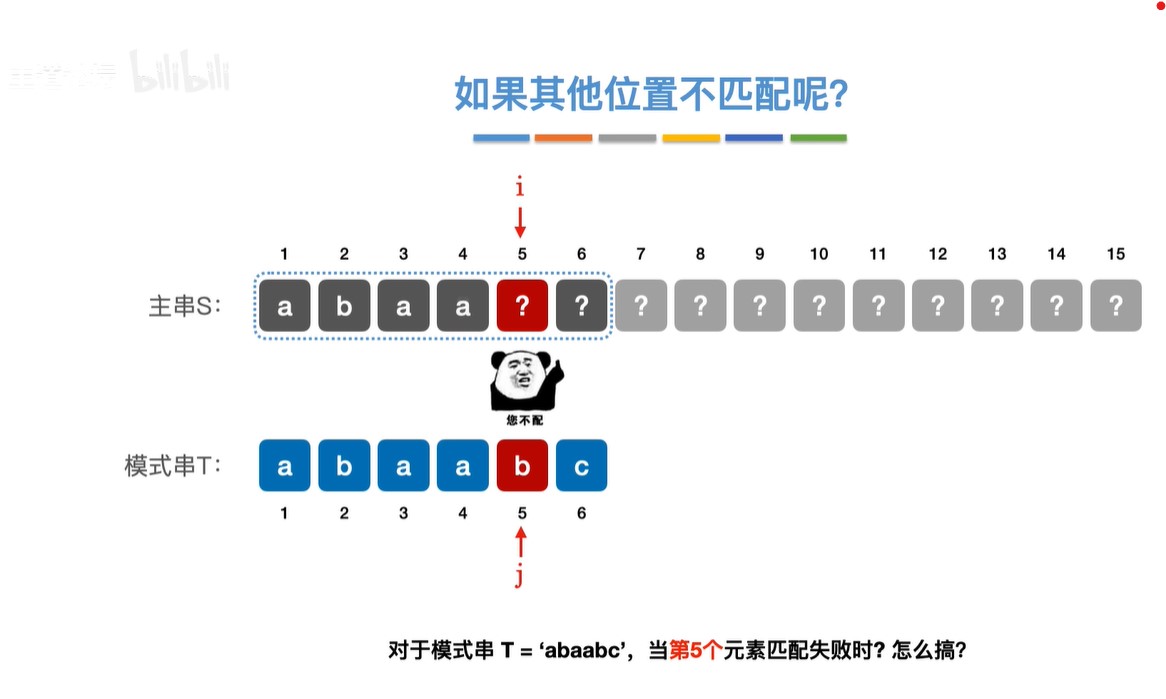 bilibili
如果其他位置不匹配呢?
i
1 2 3 4 5 6 7 8 9 10 11 12 13 14 15
主串S: a b a a ? ? ? ? ? ? ? ? ? ? ?
您不配
模式串T: a b a a b c
1 2 3 4 5 6
j
对于模式串 T = ‘abaabc’,当第5个元素匹配失败时? 怎么搞?